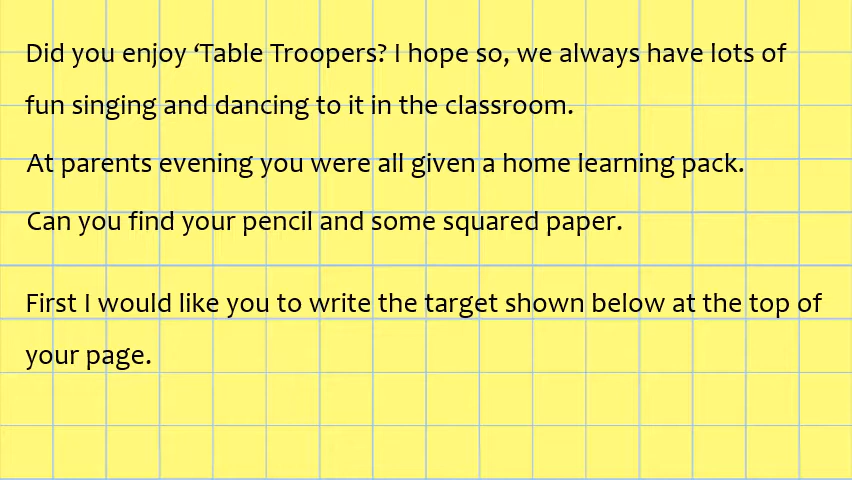 Did you enjoy ‘Table Troopers? I hope so, we always have lots of
fun singing and dancing to it in the classroom.
At parents evening you were all given a home learning pack.
Can you find your pencil and some squared paper.
First I would like you to write the target shown below at the top of
your page.